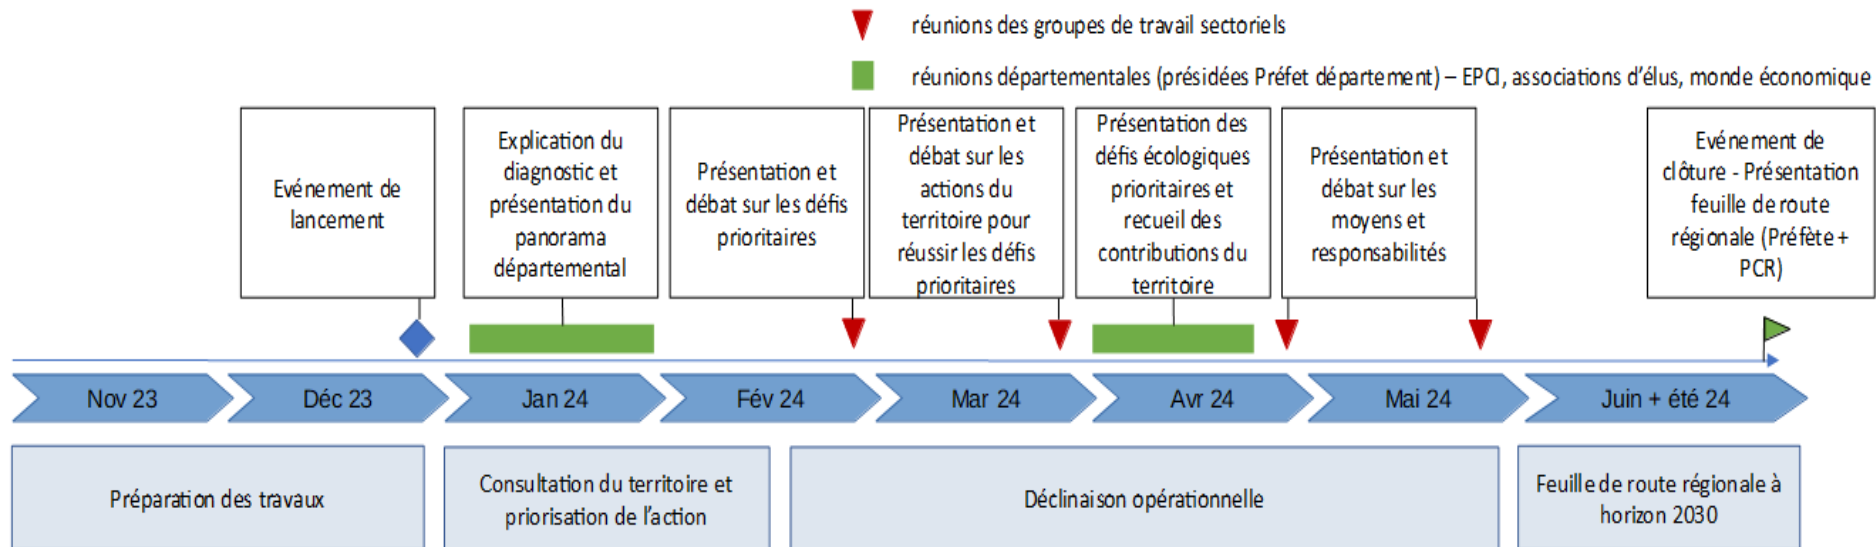 réunions des groupes de travail sectoriels
réunions départementales (présidées Préfet département) – EPCI, associations d'élus, monde économique
Evénement de
lancement
Explication du
diagnostic et
présentation du
panorama
départemental
Présentation et
débat sur les défis
prioritaires
Présentation et
débat sur les
actions du
territoire pour
réussir les défis
prioritaires
Présentation des
défis écologiques
prioritaires et
recueil des
contributions du
territoire
Présentation et
débat sur les
moyens et
responsabilités
Evénement de
clôture - Présentation
feuille de route
régionale (Préfète +
PCR)
Nov 23
Déc 23
Jan 24
Fév 24
Mar 24
Avr 24
Mai 24
Juin + été 24
Préparation des travaux
Consultation du territoire et
priorisation de l'action
Déclinaison opérationnelle
Feuille de route régionale à
horizon 2030